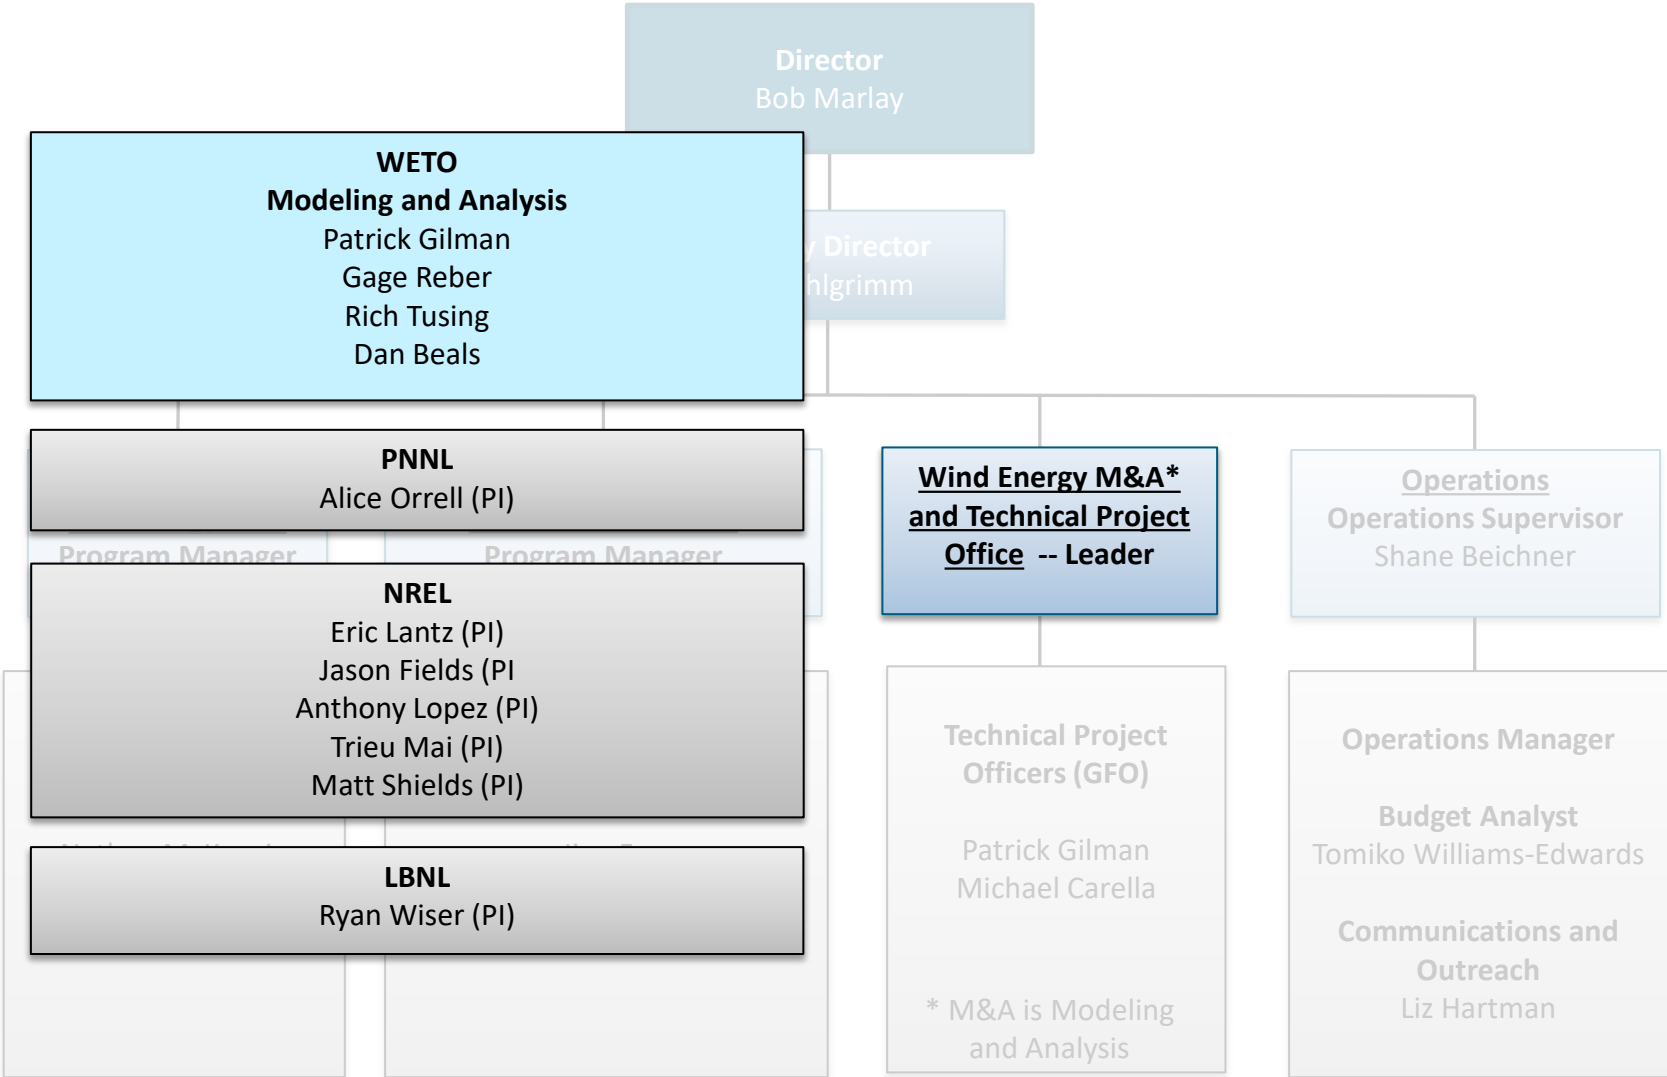 Director
Bob Marlay
WETO
Modeling and Analysis
Patrick Gilman
Gage Reber
Rich Tusing
Dan Beals
Director
PNNL
Alice Orrell (PI)
Program Manager
Program Manager
NREL
Eric Lantz (PI)
Jason Fields (PI
Anthony Lopez (PI)
Trieu Mai (PI)
Matt Shields (PI)
LBNL
Ryan Wiser (PI)
Wind Energy M&A*
and Technical Project
Office -- Leader
Technical Project
Officers (GFO)
Patrick Gilman
Michael Carella
* M&A is Modeling
and Analysis
Operations
Operations Supervisor
Shane Beichner
Operations Manager
Budget Analyst
Tomiko Williams-Edwards
Communications and
Outreach
Liz Hartman